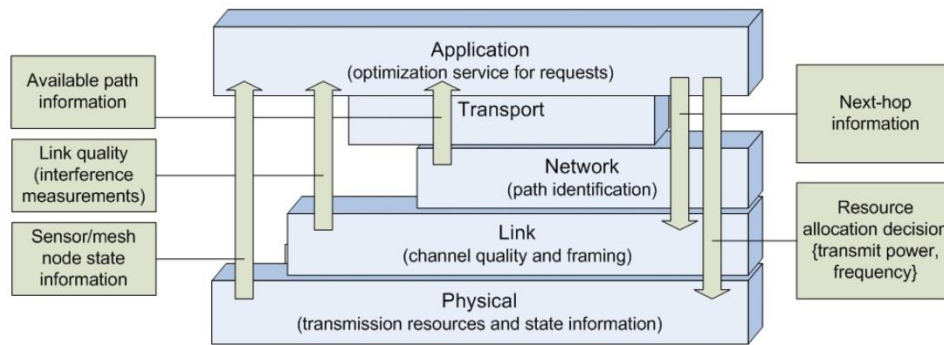 Application
(optimization service for requests)
Available path
information
Transport
Next-hop
information
Link quality
(interference
measurements)
Network
(path identification)
Sensor/mesh
node state
information
Link
(channel quality and framing)
Resource
allocation decision
{transmit power,
frequency}
Physical
(transmission resources and state information)